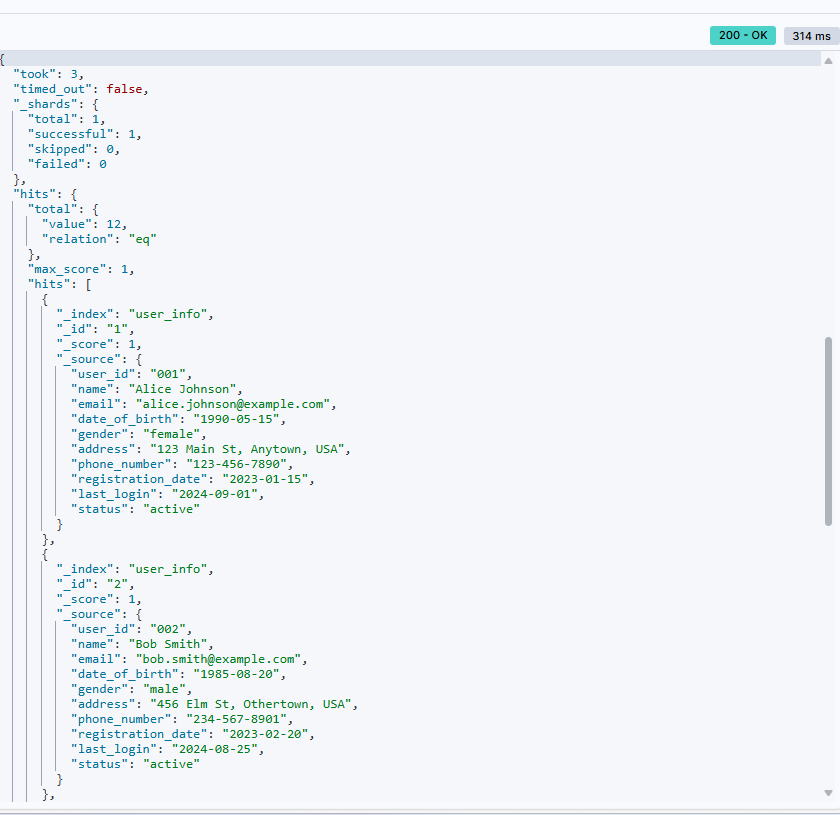 200 - OK 314 ms
{
"took": 3,
"timed_out": false,
"_shards": {
"total": 1,
"successful": 1,
"skipped": 0,
"failed": 0
},
"hits": {
"total": {
"value": 12,
"relation": "eq"
},
"max_score": 1,
"hits": [
{
"_index": "user_info",
"_id": "1",
"_score": 1,
"_source": {
"user_id": "001",
"name": "Alice Johnson",
"email": "alice.johnson@example.com",
"date_of_birth": "1990-05-15",
"gender": "female",
"address": "123 Main St, Anytown, USA",
"phone_number": "123-456-7890",
"registration_date": "2023-01-15",
"last_login": "2024-09-01",
"status": "active"
}
},
{
"_index": "user_info",
"_id": "2",
"_score": 1,
"_source": {
"user_id": "002",
"name": "Bob Smith",
"email": "bob.smith@example.com",
"date_of_birth": "1985-08-20",
"gender": "male",
"address": "456 Elm St, Othertown, USA",
"phone_number": "234-567-8901",
"registration_date": "2023-02-20",
"last_login": "2024-08-25",
"status": "active"
}
},